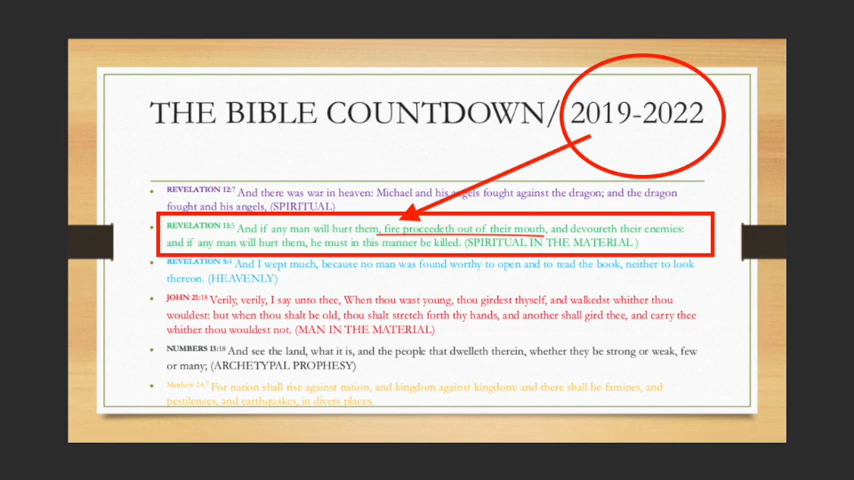 THE BIBLE COUNTDOWN/ 2019-2022
REVELATION 12:7 And there was war in heaven: Michael and his angels fought against the dragon; and the dragon
fought and his angels, (SPIRITUAL)
REVELATION 11:5 And if any man will hurt them, fire proceedeth out of their mouth, and devoureth their enemies:
and if any man will hurt them, he must in this manner be killed. (SPIRITUAL IN THE MATERIAL )
REVELATION 5:4 And I wept much, because no man was found worthy to open and to read the book, neither to look
thereon. (HEAVENLY)
JOHN 21:18 Verily, verily, I say unto thee, When thou wast young, thou girdest thyself, and walkedst whither thou
wouldest: but when thou shalt be old, thou shalt stretch forth thy hands, and another shall gird thee, and carry thee
whither thou wouldest not. (MAN IN THE MATERIAL)
NUMBERS 13:18 And see the land, what it is, and the people that dwelleth therein, whether they be strong or weak, few
or many; (ARCHETYPAL PROPHESY)
Matthew 24:7 For nation shall rise against nation, and kingdom against kingdom: and there shall be famines, and
pestilences, and earthquakes, in divers places.